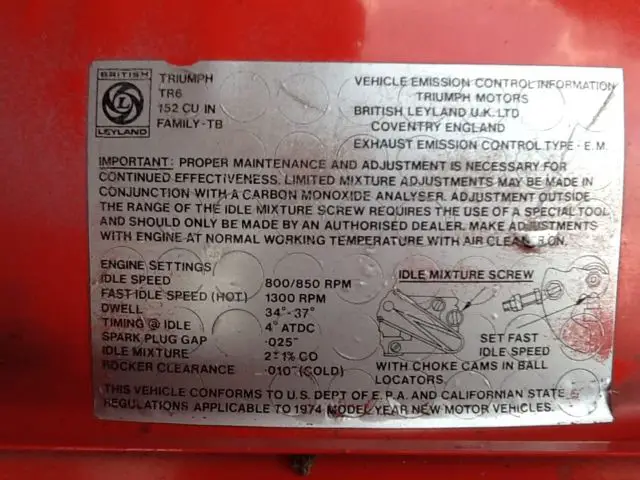 BRITISH
LEYLAND
TRIUMPH
TR6
152 CU IN
FAMILY-TB
VEHICLE EMISSION CONTROL INFORMATION
TRIUMPH MOTORS
BRITISH LEYLAND U.K. LTD
COVENTRY ENGLAND
EXHAUST EMISSION CONTROL TYPE - E.M.
IMPORTANT: PROPER MAINTENANCE AND ADJUSTMENT IS NECESSARY FOR
CONTINUED EFFECTIVENESS. LIMITED MIXTURE ADJUSTMENTS MAY BE MADE IN
CONJUNCTION WITH A CARBON MONOXIDE ANALYSER. ADJUSTMENT OUTSIDE
THE RANGE OF THE IDLE MIXTURE SCREW REQUIRES THE USE OF A SPECIAL TOOL
AND SHOULD ONLY BE MADE BY AN AUTHORISED DEALER. MAKE ADJUSTMENTS
WITH ENGINE AT NORMAL WORKING TEMPERATURE WITH AIR ON.
ENGINE SETTINGS
IDLE SPEED 800/850 RPM
FAST IDLE SPEED (HOT) 1300 RPM
DWELL 34°-37°
TIMING @ IDLE 4° ATDC
SPARK PLUG GAP ·025"
IDLE MIXTURE 2±1% CO
ROCKER CLEARANCE ·010" (COLD)
IDLE MIXTURE SCREW
SET FAST
IDLE SPEED
WITH CHOKE CAMS IN BALL
LOCATORS.
THIS VEHICLE CONFORMS TO U.S. DEPT OF E.P.A. AND CALIFORNIAN STATE
REGULATIONS APPLICABLE TO 1974 MODEL YEAR NEW MOTOR VEHICLES.